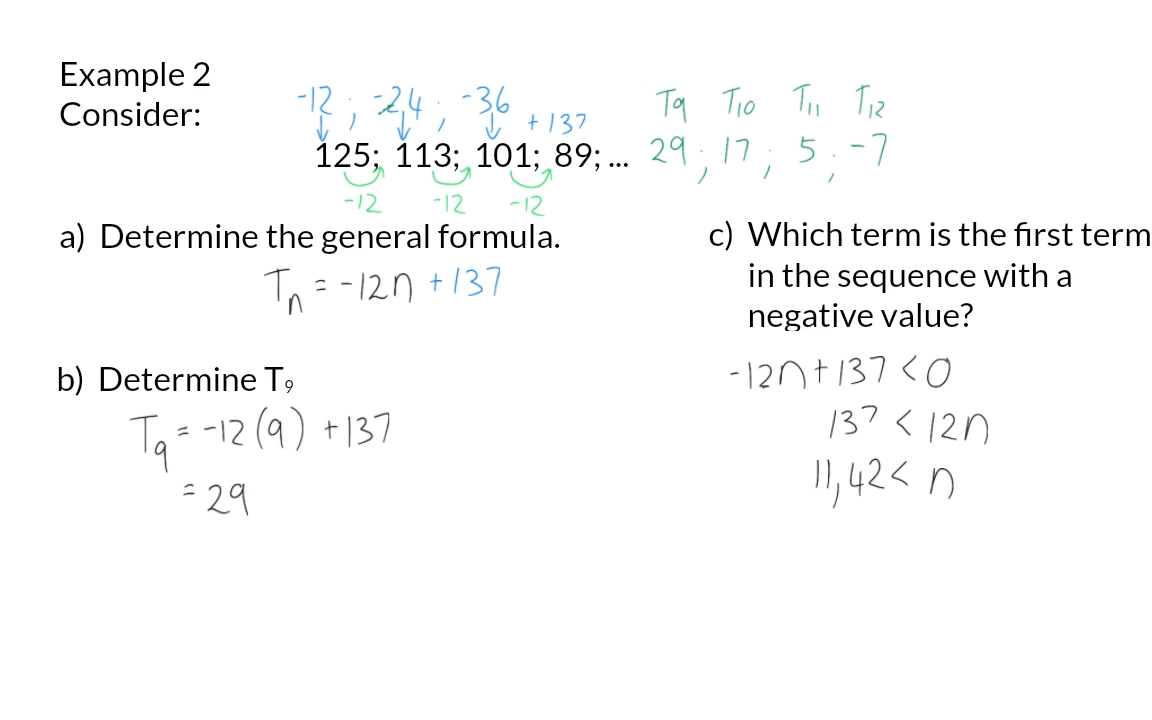 Example 2
Consider:
-12 ; -24 ; -36
+137
125; 113; 101; 89; ...
-12 -12 -12
T9 T10 T11 T12
29 ; 17 ; 5 ; -7
a) Determine the general formula.
Tn = -12n +137
b) Determine T₉
T9 = -12(9) +137
= 29
c) Which term is the first term
in the sequence with a
negative value?
-12n+137<0
137 < 12n
11,42< n